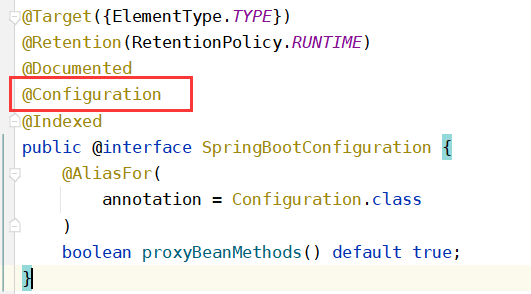 @Target({ElementType.TYPE})
@Retention(RetentionPolicy.RUNTIME)
@Documented
@Configuration
@Indexed
public @interface SpringBootConfiguration {
    @AliasFor(
        annotation = Configuration.class
    )
    boolean proxyBeanMethods() default true;
}